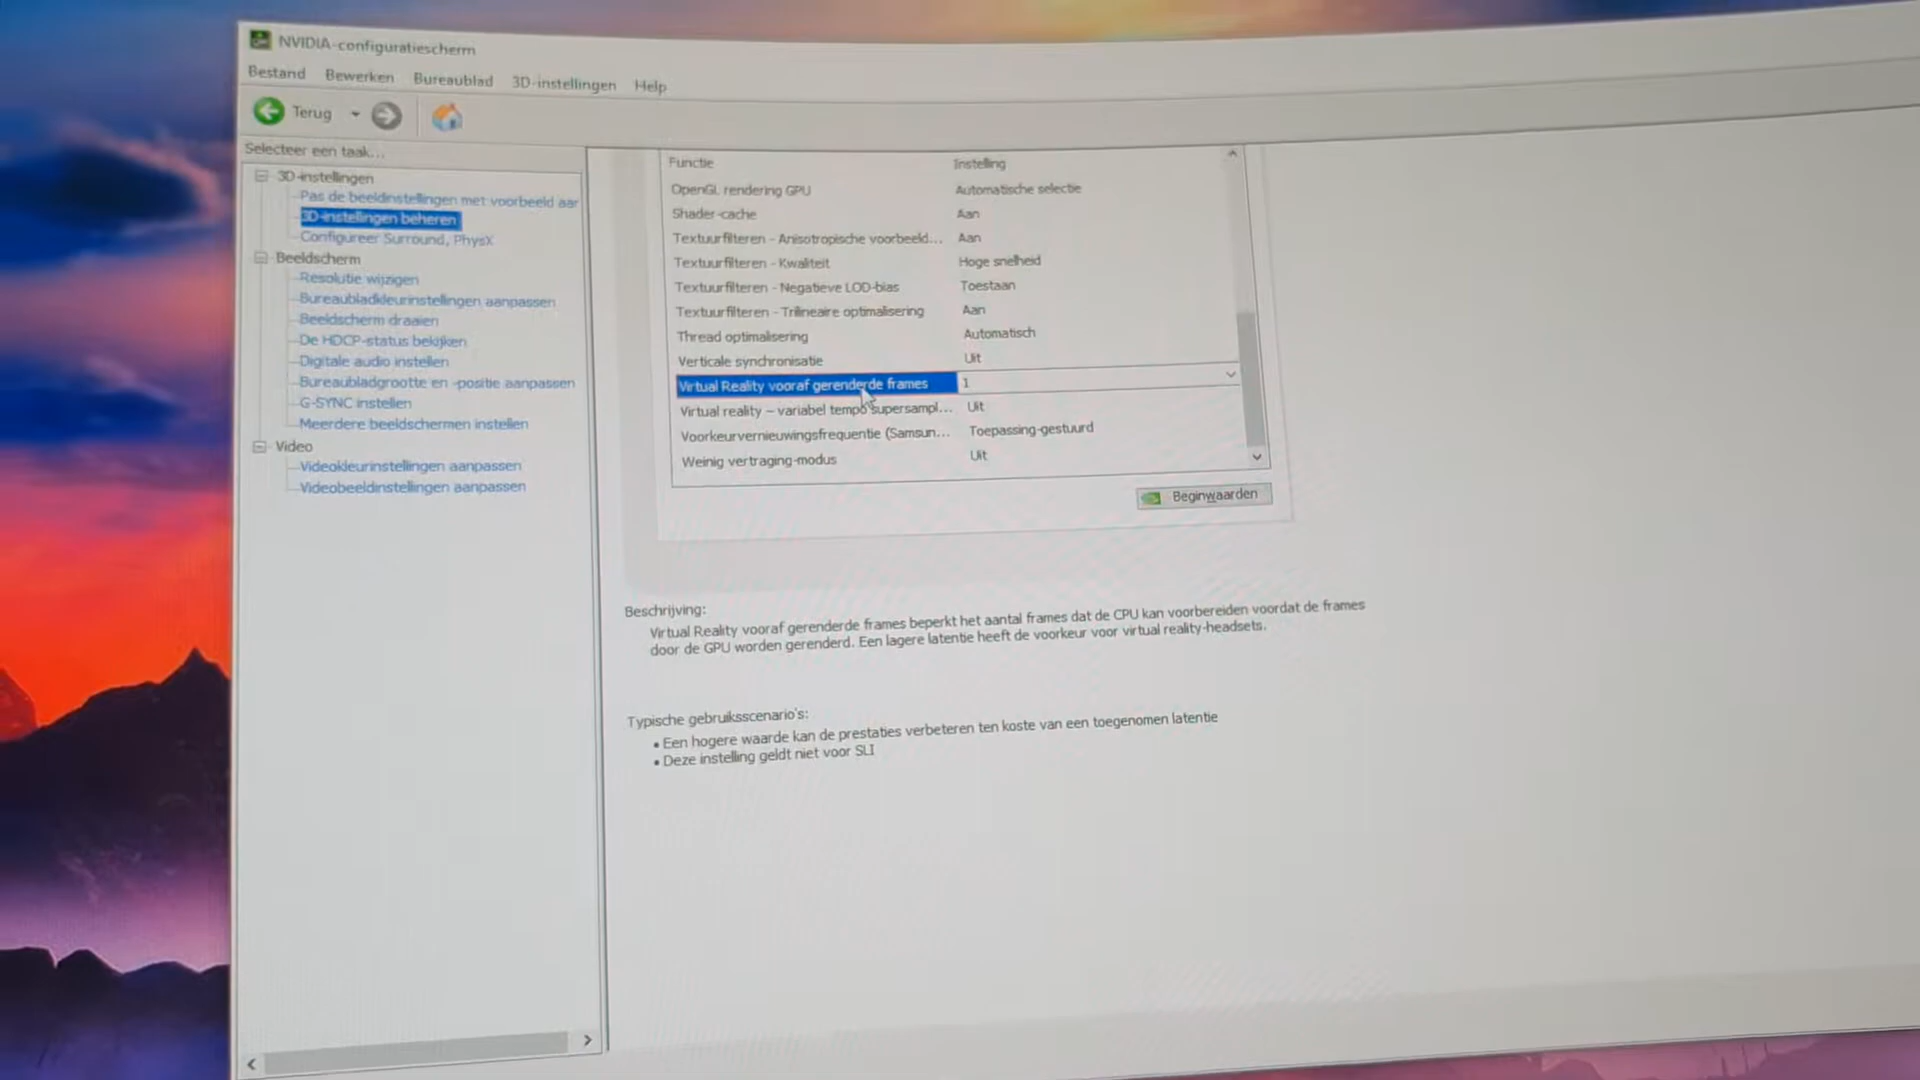 NVIDIA-configuratiescherm
Bestand Bewerken Bureaublad 3D-instellingen Help
Terug
Selecteer een taak...
3D-instellingen
Pas de beeldinstellingen met voorbeeld aar
3D-instellingen beheren
Configureer Surround, PhysX
Beeldscherm
Resolutie wijzigen
Bureaubladkleurinstellingen aanpassen
Beeldscherm draaien
De HDCP-status bekijken
Digitale audio instellen
Bureaubladgrootte en -positie aanpassen
G-SYNC instellen
Meerdere beeldschermen instellen
Video
Videokleurinstellingen aanpassen
Videobeeldinstellingen aanpassen
Functie Instelling
OpenGL rendering GPU Automatische selectie
Shader-cache Aan
Textuurfilteren - Anisotropische voorbeeld... Aan
Textuurfilteren - Kwaliteit Hoge snelheid
Textuurfilteren - Negatieve LOD-bias Toestaan
Textuurfilteren - Trilineaire optimalisering Aan
Thread optimalisering Automatisch
Verticale synchronisatie Uit
Virtual Reality vooraf gerenderde frames 1
Virtual reality – variabel tempo supersampl... Uit
Voorkeurvernieuwingsfrequentie (Samsun... Toepassing-gestuurd
Weinig vertraging-modus Uit
Beginwaarden
Beschrijving:
Virtual Reality vooraf gerenderde frames beperkt het aantal frames dat de CPU kan voorbereiden voordat de frames
door de GPU worden gerenderd. Een lagere latentie heeft de voorkeur voor virtual reality-headsets.
Typische gebruiksscenario's:
• Een hogere waarde kan de prestaties verbeteren ten koste van een toegenomen latentie
• Deze instelling geldt niet voor SLI